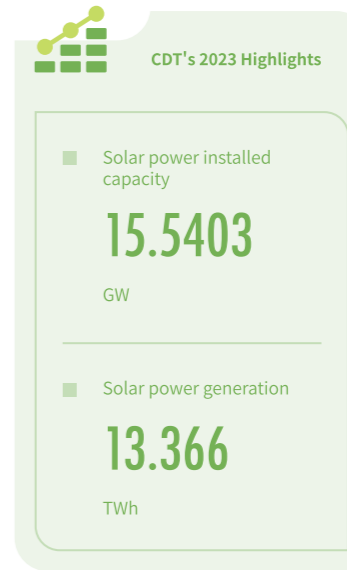 CDT's 2023 Highlights
Solar power installed
capacity
15.5403
GW
Solar power generation
13.366
TWh